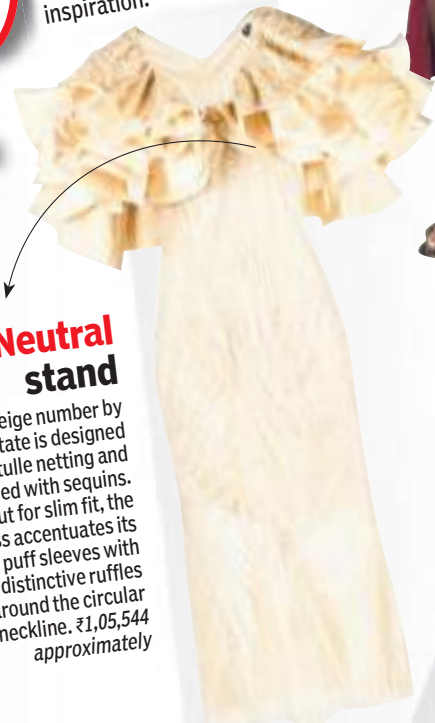 inspiration.
Neutral
stand
eige number by
tate is designed
tulle netting and
ed with sequins.
ut for slim fit, the
ss accentuates its
puff sleeves with
distinctive ruffles
around the circular
neckline. ₹1,05,544
approximately